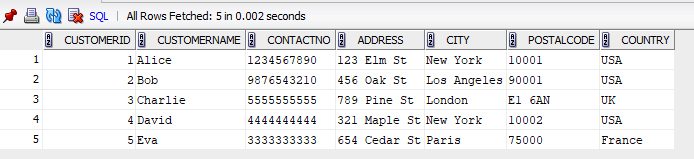 SQL | All Rows Fetched: 5 in 0.002 seconds
CUSTOMERID CUSTOMERNAME CONTACTNO ADDRESS CITY POSTALCODE COUNTRY
1 1 Alice 1234567890 123 Elm St New York 10001 USA
2 2 Bob 9876543210 456 Oak St Los Angeles 90001 USA
3 3 Charlie 5555555555 789 Pine St London E1 6AN UK
4 4 David 4444444444 321 Maple St New York 10002 USA
5 5 Eva 3333333333 654 Cedar St Paris 75000 France